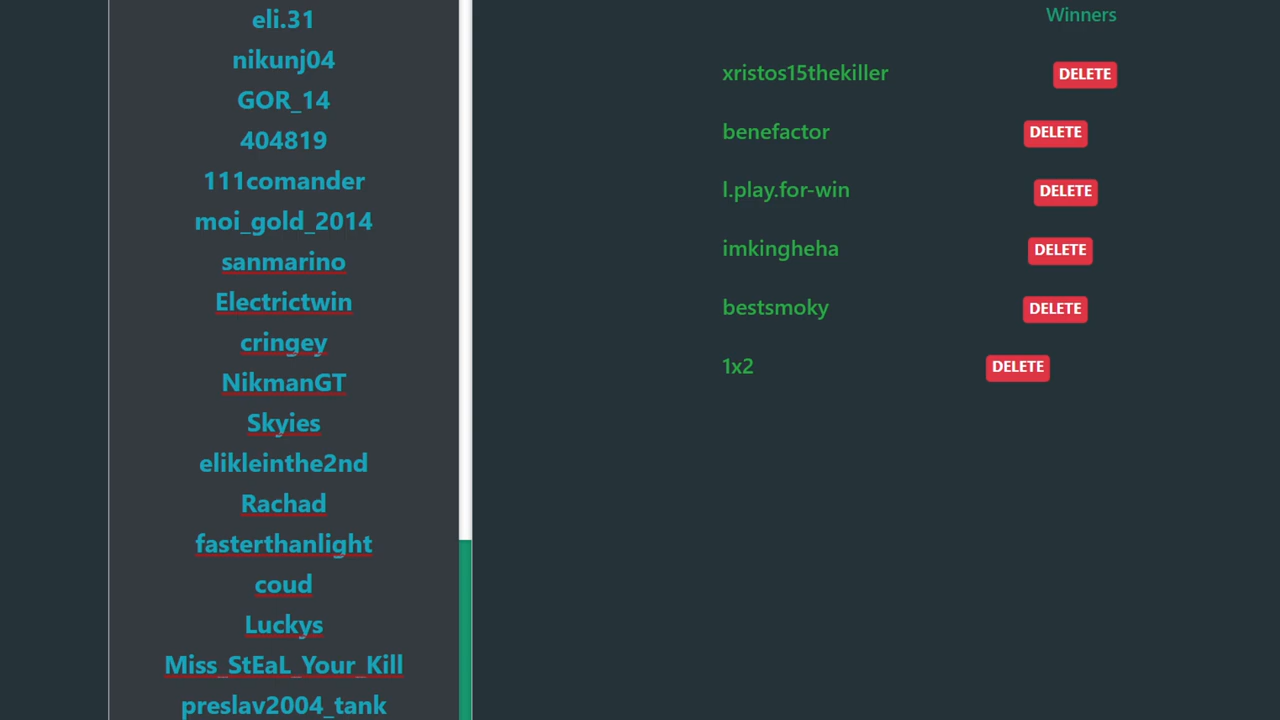 eli.31
nikunj04
GOR_14
404819
111comander
moi_gold_2014
sanmarino
Electrictwin
cringey
NikmanGT
Skyies
elikleinthe2nd
Rachad
fasterthanlight
coud
Luckys
Miss_StEaL_Your_Kill
preslav2004_tank
Winners
xristos15thekiller DELETE
benefactor DELETE
l.play.for-win DELETE
imkingheha DELETE
bestsmoky DELETE
1x2 DELETE